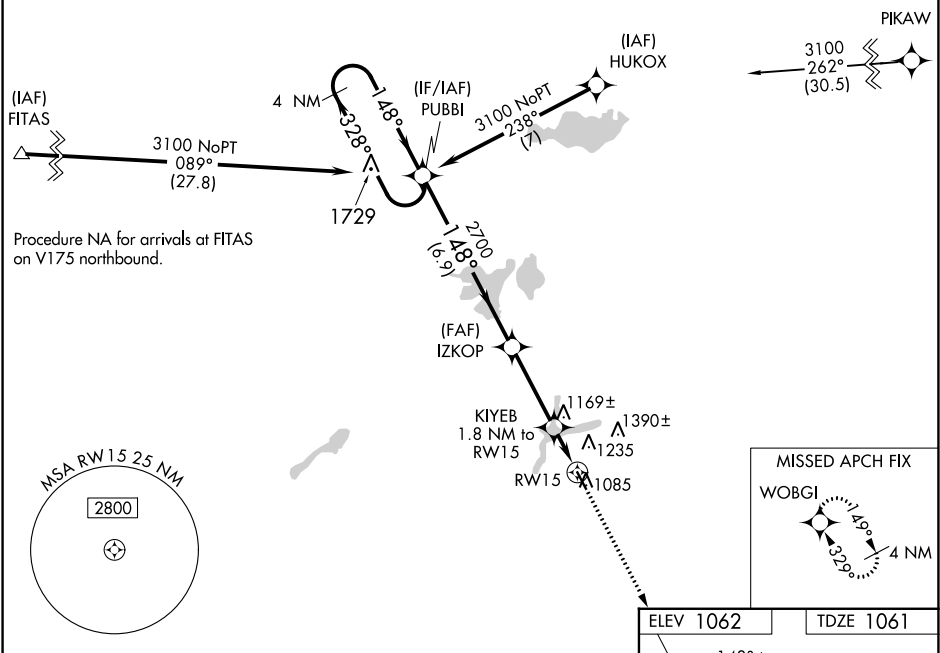 PIKAW
3100
262°
(30.5)
(IAF)
HUKOX
3100 NoPT
238°
(7)
(IF/IAF)
PUBBI
4 NM
148°
328°
(IAF)
FITAS
3100 NoPT
089°
(27.8)
1729
Procedure NA for arrivals at FITAS
on V175 northbound.
2700
148°
(6.9)
(FAF)
IZKOP
KIYEB
1.8 NM to
RW15
1169±
1390±
1235
RW15
1085
MSA RW15 25 NM
2800
MISSED APCH FIX
WOBGI
149°
329°
4 NM
ELEV 1062
TDZE 1061